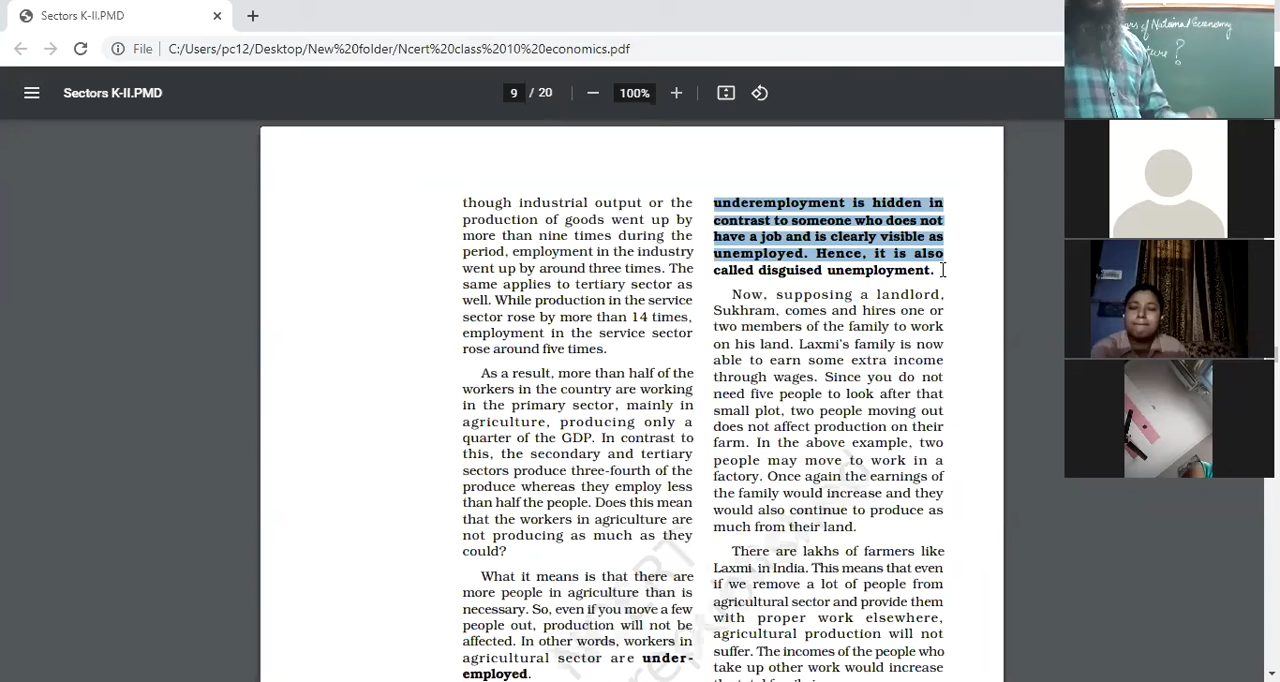 Sectors K-II.PMD
File
C:/Users/pc12/Desktop/New%20folder/Ncert%20class%2010%20economics.pdf
Sectors K-II.PMD
9 / 20
100%
of National Economy
?
though industrial output or the
production of goods went up by
more than nine times during the
period, employment in the industry
went up by around three times. The
same applies to tertiary sector as
well. While production in the service
sector rose by more than 14 times,
employment in the service sector
rose around five times.
As a result, more than half of the
workers in the country are working
in the primary sector, mainly in
agriculture, producing only a
quarter of the GDP. In contrast to
this, the secondary and tertiary
sectors produce three-fourth of the
produce whereas they employ less
than half the people. Does this mean
that the workers in agriculture are
not producing as much as they
could?
What it means is that there are
more people in agriculture than is
necessary. So, even if you move a few
people out, production will not be
affected. In other words, workers in
agricultural sector are under-
employed.
underemployment is hidden in
contrast to someone who does not
have a job and is clearly visible as
unemployed. Hence, it is also
called disguised unemployment.
Now, supposing a landlord,
Sukhram, comes and hires one or
two members of the family to work
on his land. Laxmi's family is now
able to earn some extra income
through wages. Since you do not
need five people to look after that
small plot, two people moving out
does not affect production on their
farm. In the above example, two
people may move to work in a
factory. Once again the earnings of
the family would increase and they
would also continue to produce as
much from their land.
There are lakhs of farmers like
Laxmi in India. This means that even
if we remove a lot of people from
agricultural sector and provide them
with proper work elsewhere,
agricultural production will not
suffer. The incomes of the people who
take up other work would increase